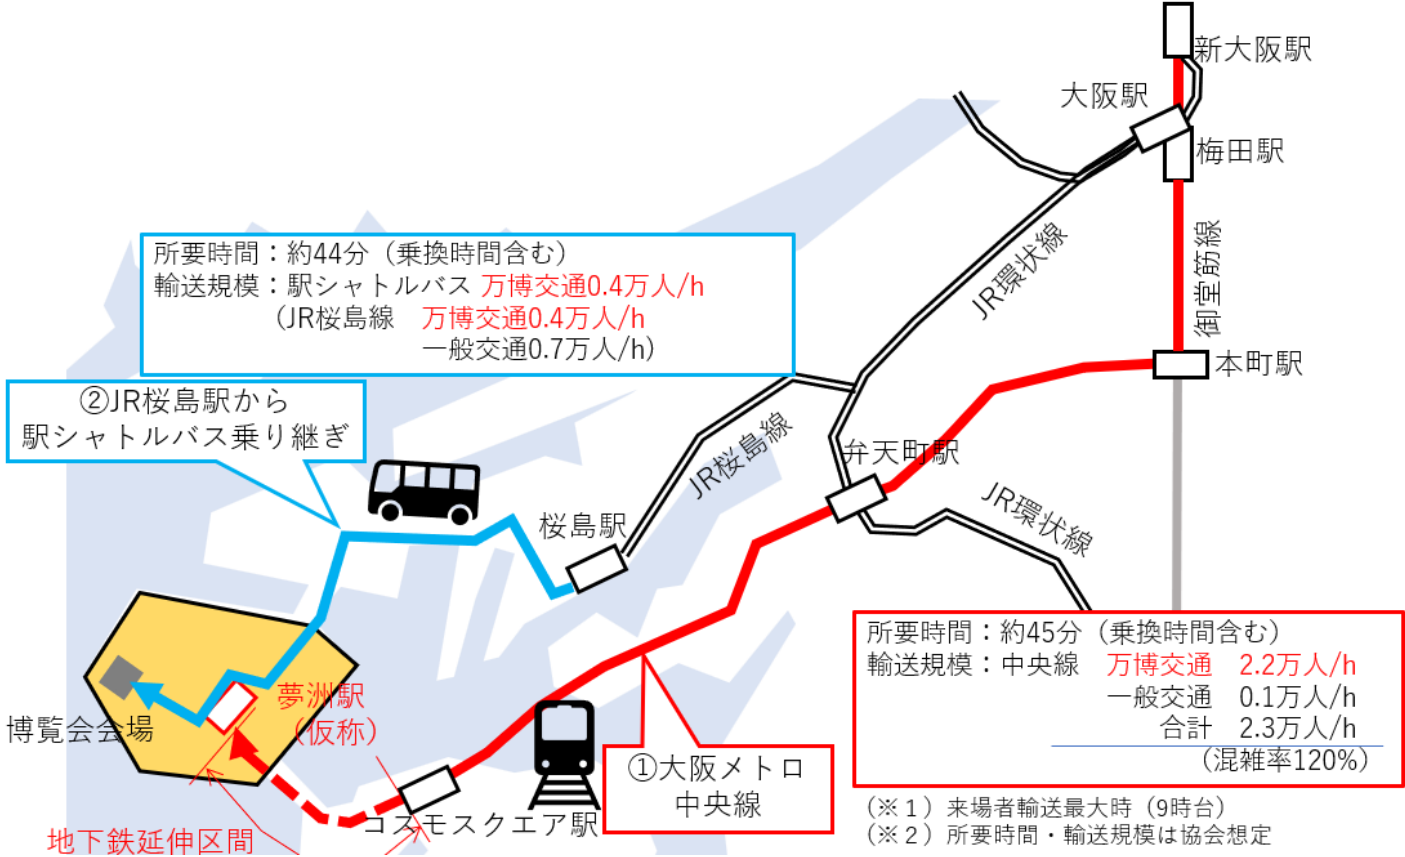 新大阪駅
大阪駅
梅田駅
御堂筋線
JR環状線
所要時間：約44分（乗換時間含む）
輸送規模：駅シャトルバス 万博交通0.4万人/h
（JR桜島線　万博交通0.4万人/h
一般交通0.7万人/h）
本町駅
②JR桜島駅から
駅シャトルバス乗り継ぎ
JR桜島線
弁天町駅
JR環状線
桜島駅
所要時間：約45分（乗換時間含む）
輸送規模：中央線　万博交通　2.2万人/h
一般交通　0.1万人/h
合計　2.3万人/h
（混雑率120%）
夢洲駅
（仮称）
博覧会会場
①大阪メトロ
中央線
コスモスクエア駅
地下鉄延伸区間
（※１）来場者輸送最大時（9時台）
（※２）所要時間・輸送規模は協会想定